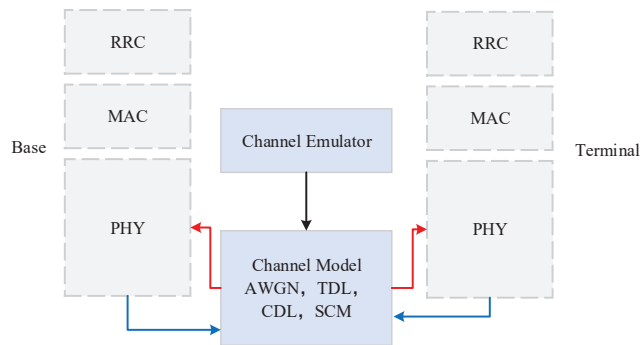 Base
RRC
MAC
PHY
Channel Emulator
Channel Model
AWGN，TDL，
CDL，SCM
RRC
MAC
PHY
Terminal